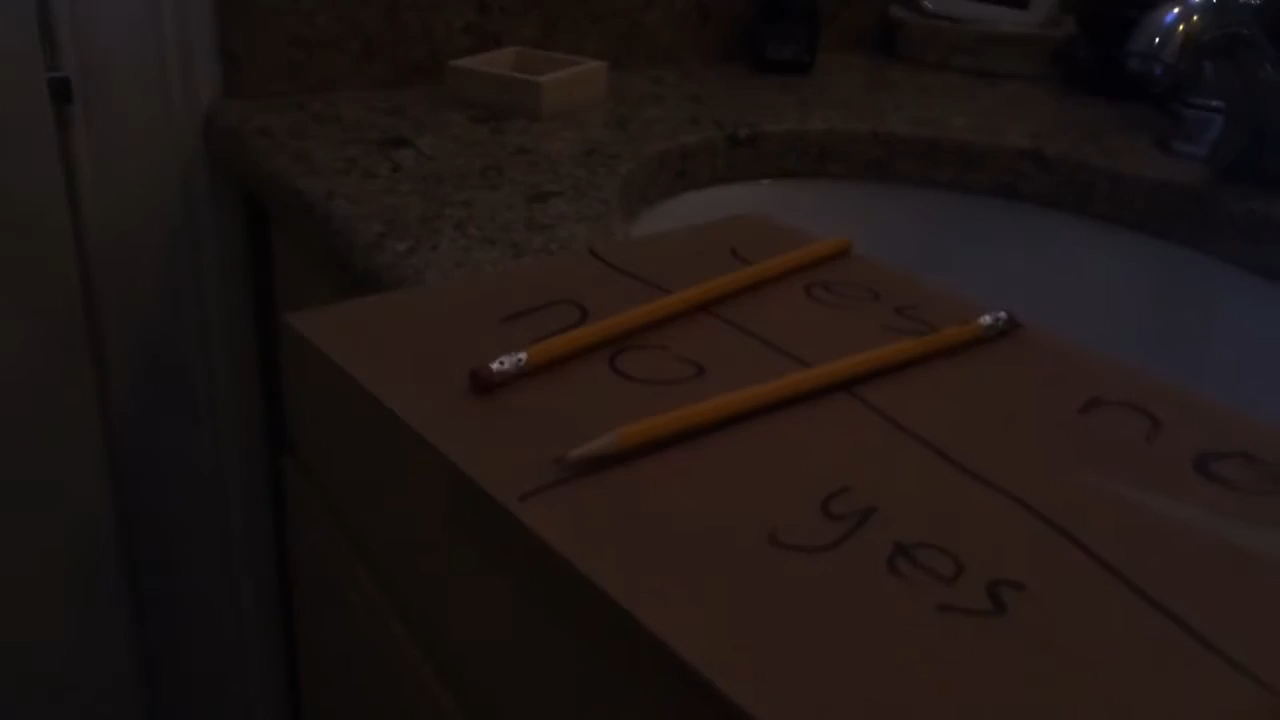 no yes
yes no